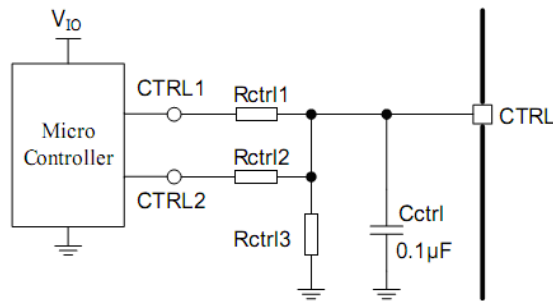 VIO
CTRL1
Rctrl1
CTRL
Micro
Controller
Rctrl2
CTRL2
Rctrl3
Cctrl
0.1µF